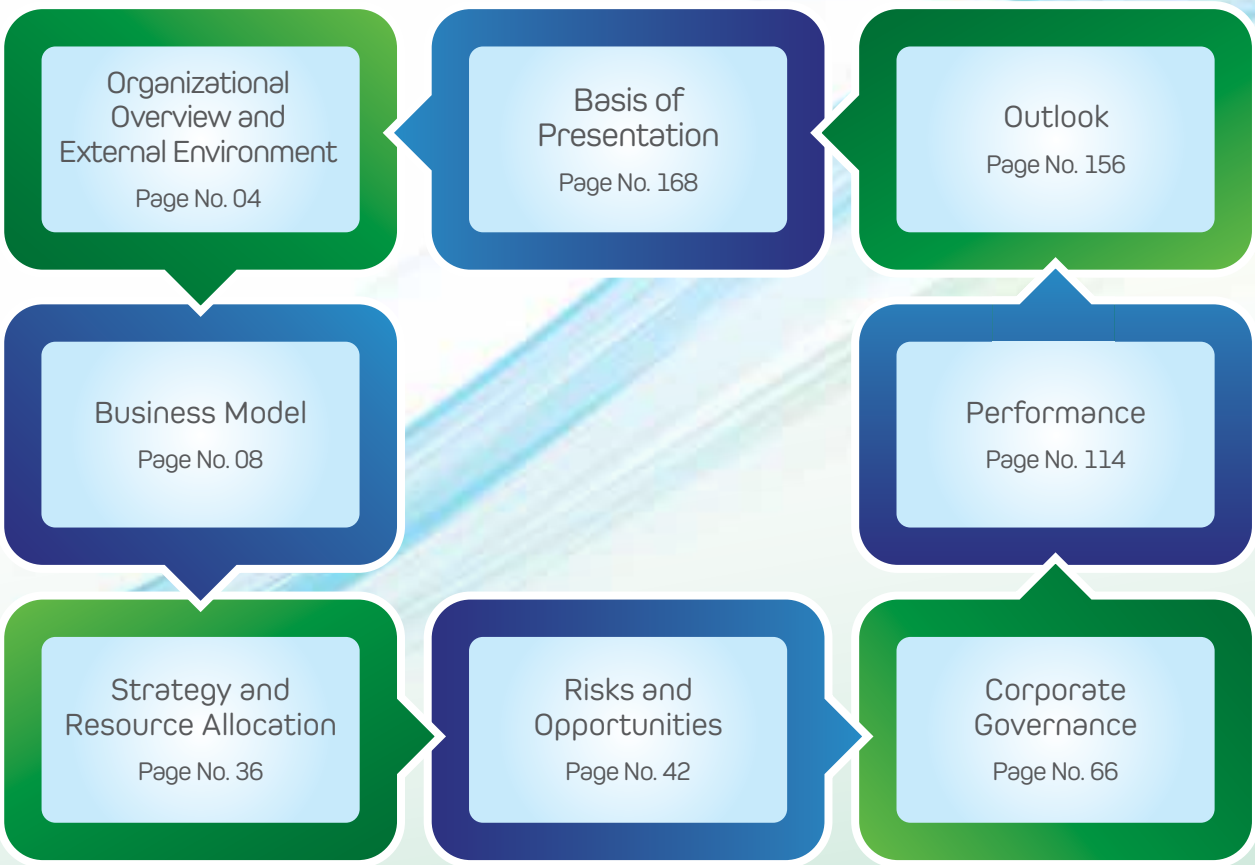 Organizational
Overview and
External Environment
Page No. 04
Basis of
Presentation
Page No. 168
Outlook
Page No. 156
Business Model
Page No. 08
Performance
Page No. 114
Strategy and
Resource Allocation
Page No. 36
Risks and
Opportunities
Page No. 42
Corporate
Governance
Page No. 66